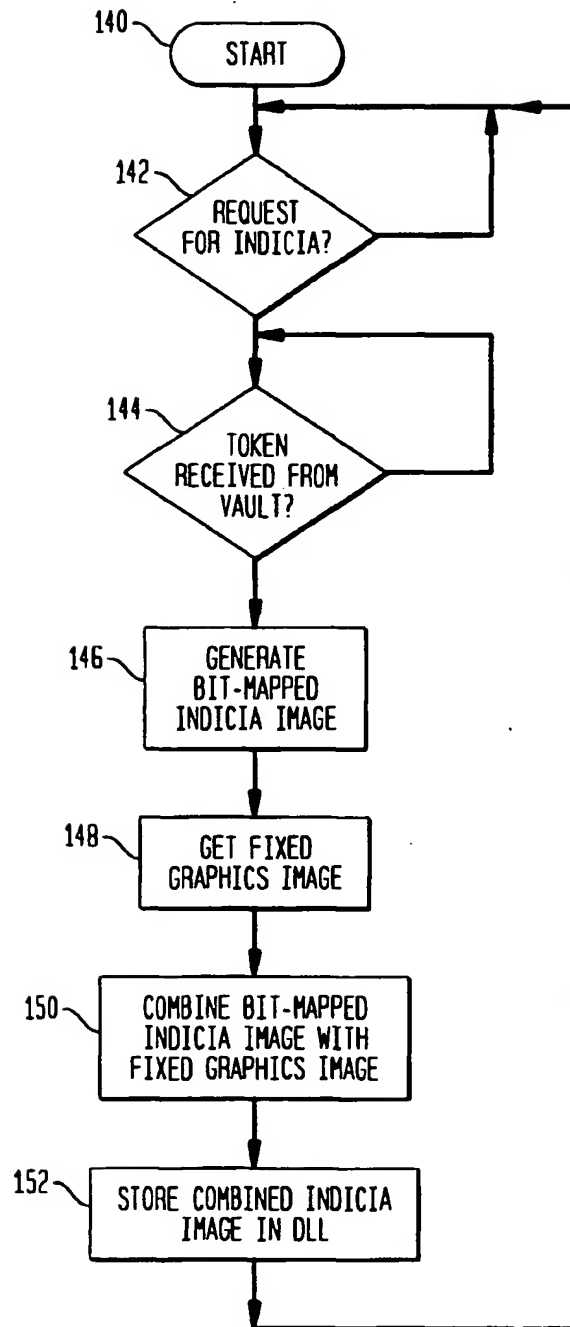 140
START
142
REQUEST
FOR INDICIA?
144
TOKEN
RECEIVED FROM
VAULT?
146
GENERATE
BIT-MAPPED
INDICIA IMAGE
148
GET FIXED
GRAPHICS IMAGE
150
COMBINE BIT-MAPPED
INDICIA IMAGE WITH
FIXED GRAPHICS IMAGE
152
STORE COMBINED INDICIA
IMAGE IN DLL